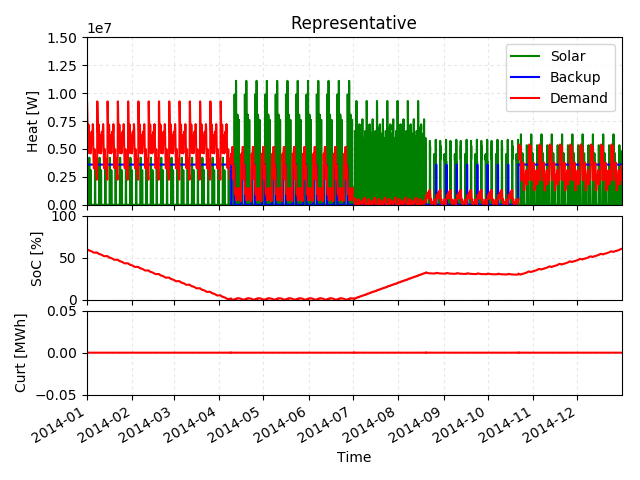 Representative
1e7
1.50
1.25
1.00
0.75
0.50
0.25
0.00
Heat [W]
Solar
Backup
Demand
100
50
0
SoC [%]
0.05
0.00
−0.05
Curt [MWh]
2014-01
2014-02
2014-03
2014-04
2014-05
2014-06
2014-07
2014-08
2014-09
2014-10
2014-11
2014-12
Time